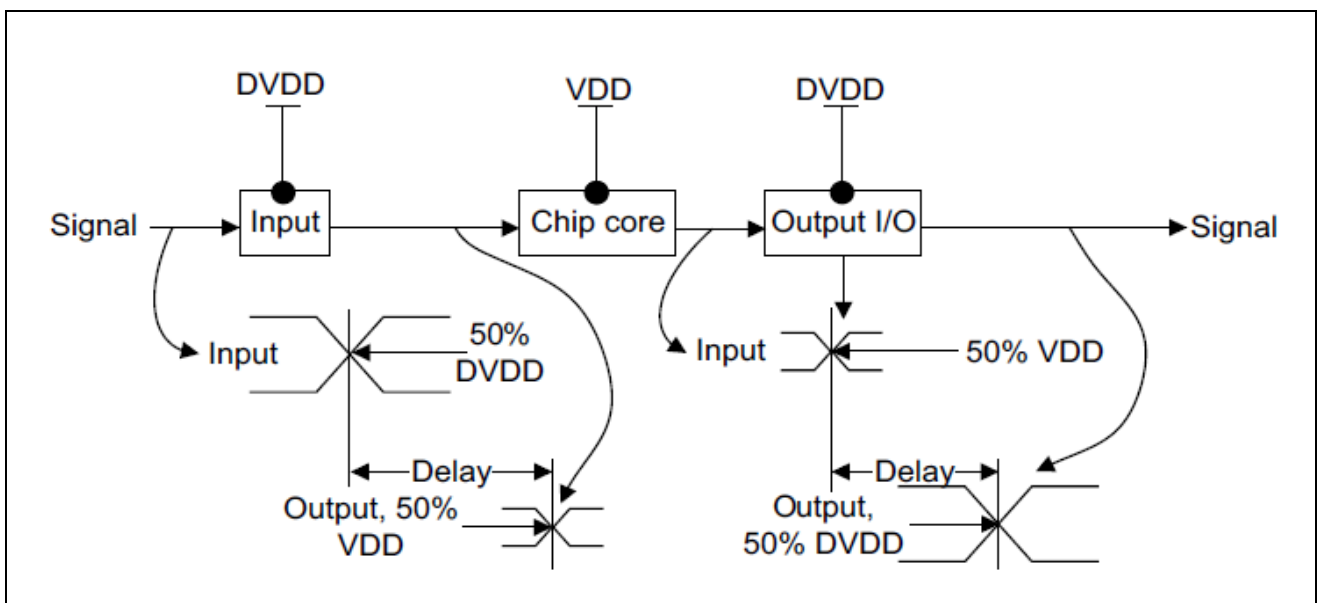 DVDD
VDD
DVDD
Signal
Input
Chip core
Output I/O
Signal
Input
50%
DVDD
Input
50% VDD
Delay
Output, 50%
VDD
Delay
Output,
50% DVDD